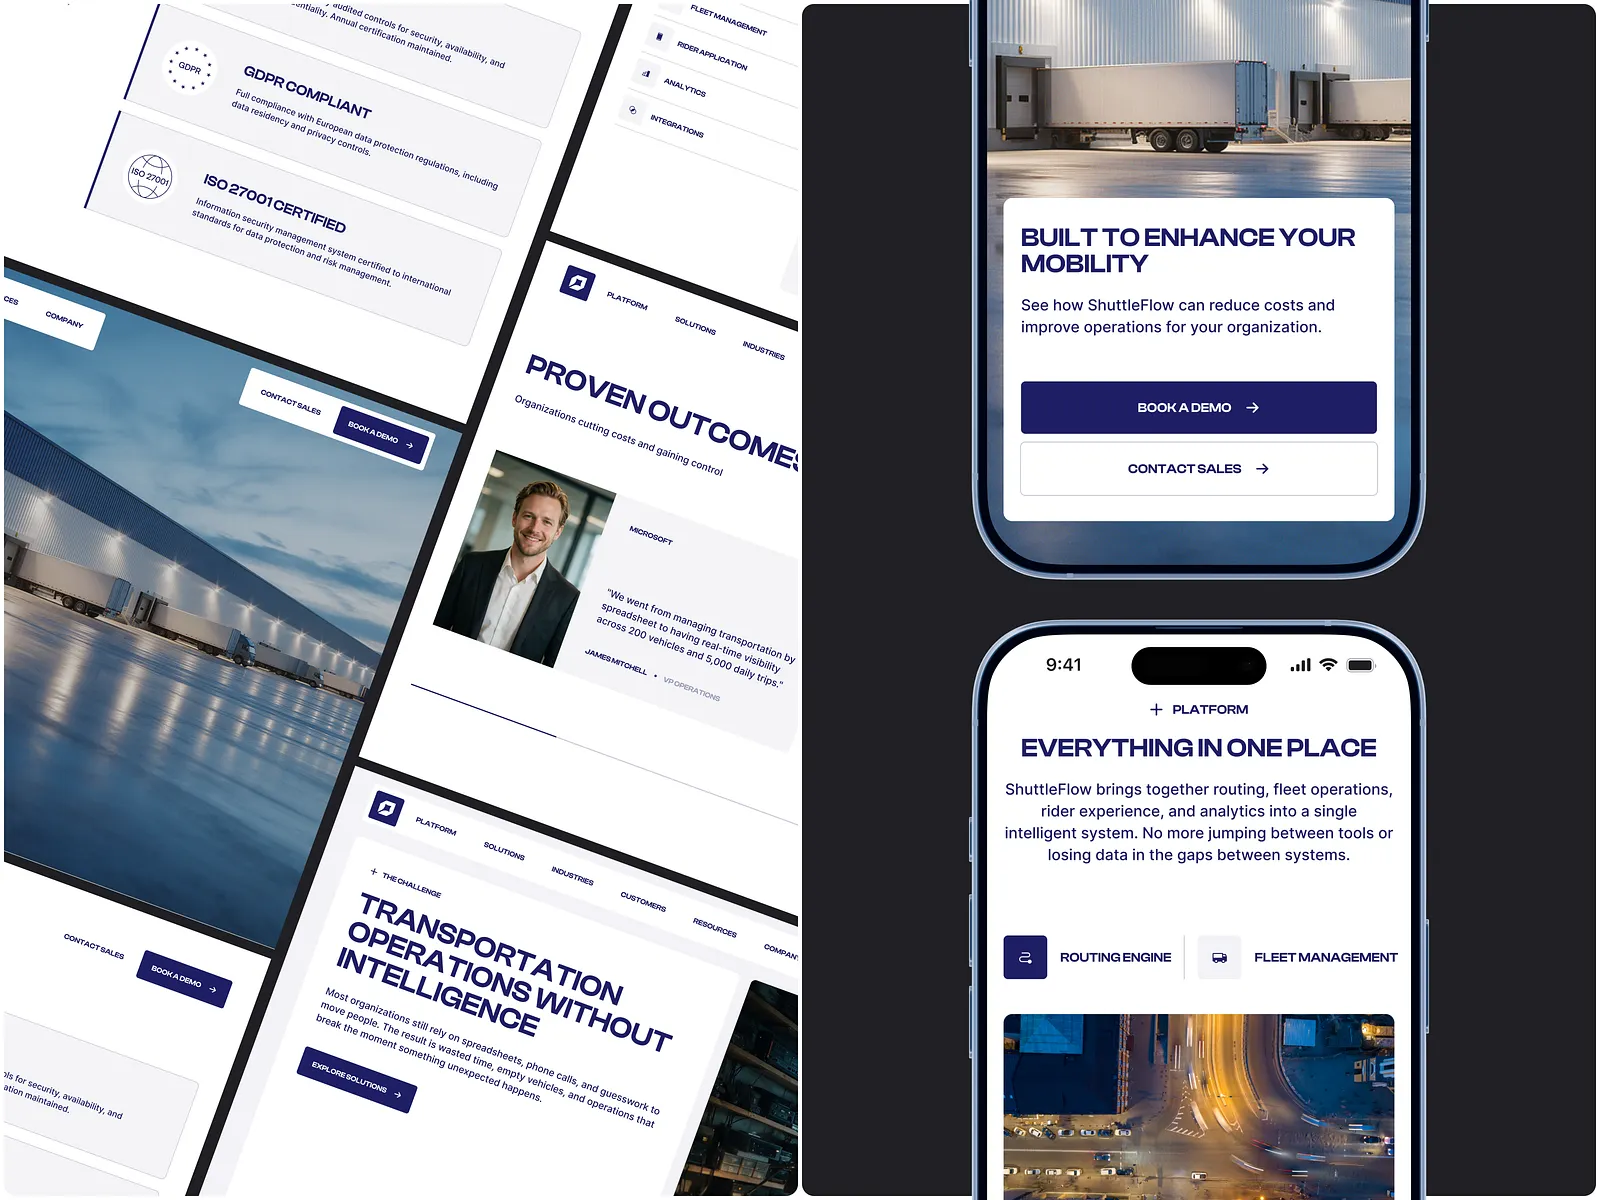 audited controls for security, availability, and
Annual certification maintained.
GDPR
GDPR COMPLIANT
Full compliance with European data protection regulations, including
data residency and privacy controls.
ISO 27001
ISO 27001 CERTIFIED
Information security management system certified to international
standards for data protection and risk management.
FLEET MANAGEMENT
RIDER APPLICATION
ANALYTICS
INTEGRATIONS
COMPANY
CONTACT SALES
BOOK A DEMO
PLATFORM
SOLUTIONS
INDUSTRIES
PROVEN OUTCOMES
Organizations cutting costs and gaining control
MICROSOFT
"We went from managing transportation by
spreadsheet to having real-time visibility
across 200 vehicles and 5,000 daily trips."
JAMES MITCHELL • VP OPERATIONS
CONTACT SALES
BOOK A DEMO
for security, availability, and
maintained.
PLATFORM
SOLUTIONS
INDUSTRIES
CUSTOMERS
RESOURCES
COMPANY
THE CHALLENGE
TRANSPORTATION
OPERATIONS WITHOUT
INTELLIGENCE
Most organizations still rely on spreadsheets, phone calls, and guesswork to
move people. The result is wasted time, empty vehicles, and operations that
break the moment something unexpected happens.
EXPLORE SOLUTIONS
BUILT TO ENHANCE YOUR
MOBILITY
See how ShuttleFlow can reduce costs and
improve operations for your organization.
BOOK A DEMO
CONTACT SALES
9:41
PLATFORM
EVERYTHING IN ONE PLACE
ShuttleFlow brings together routing, fleet operations,
rider experience, and analytics into a single
intelligent system. No more jumping between tools or
losing data in the gaps between systems.
ROUTING ENGINE
FLEET MANAGEMENT